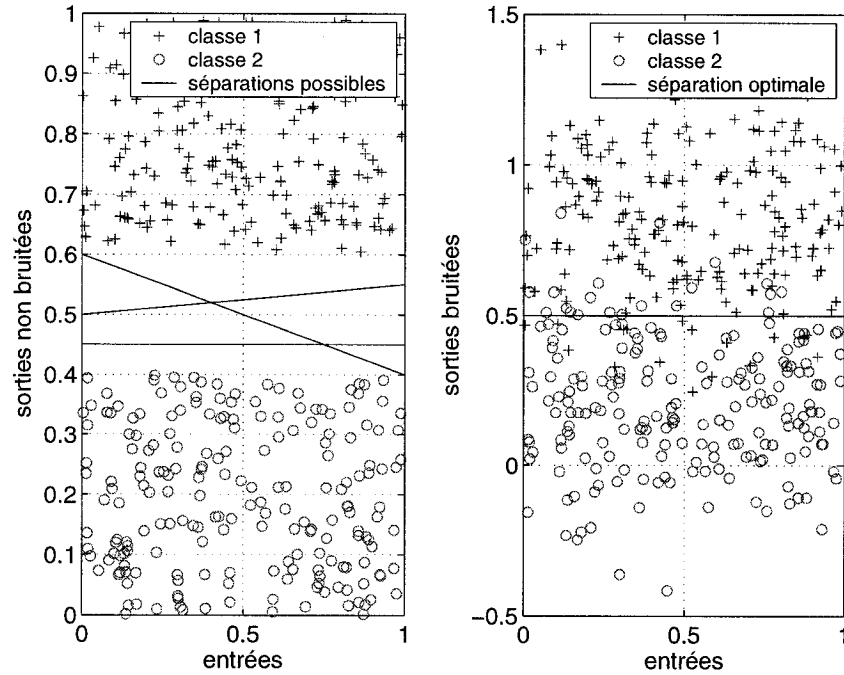 1
0.9
0.8
0.7
0.6
0.5
0.4
0.3
0.2
0.1
0
0
0.5
1
sorties non bruitées
entrées
classe 1
classe 2
séparations possibles
1.5
1
0.5
0
−0.5
0
0.5
1
sorties bruitées
entrées
classe 1
classe 2
séparation optimale